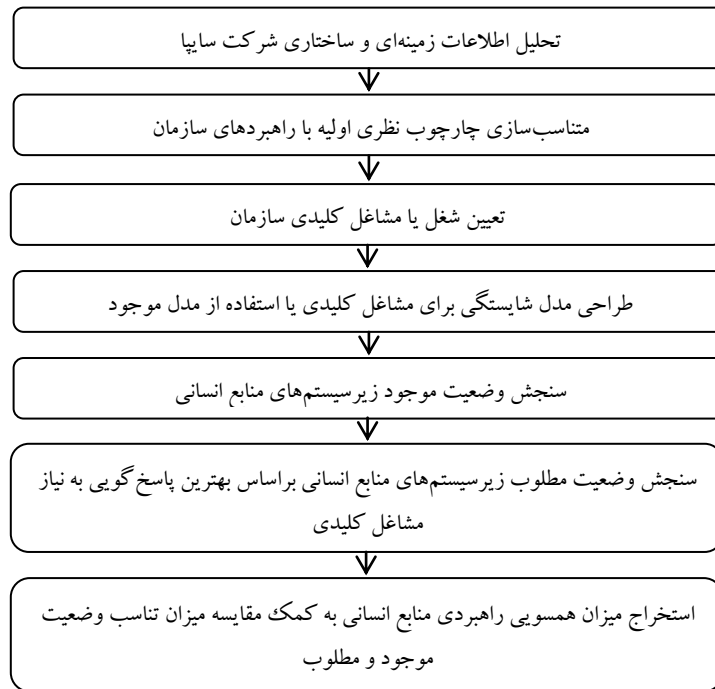 تحلیل اطلاعات زمینه‌ای و ساختاری شرکت سایپا
متناسب‌سازی چارچوب نظری اولیه با راهبردهای سازمان
تعیین شغل یا مشاغل کلیدی سازمان
طراحی مدل شایستگی برای مشاغل کلیدی یا استفاده از مدل موجود
سنجش وضعیت موجود زیرسیستم‌های منابع انسانی
سنجش وضعیت مطلوب زیرسیستم‌های منابع انسانی براساس بهترین پاسخ‌گویی به نیاز
مشاغل کلیدی
استخراج میزان همسویی راهبردی منابع انسانی به کمک مقایسه میزان تناسب وضعیت
موجود و مطلوب